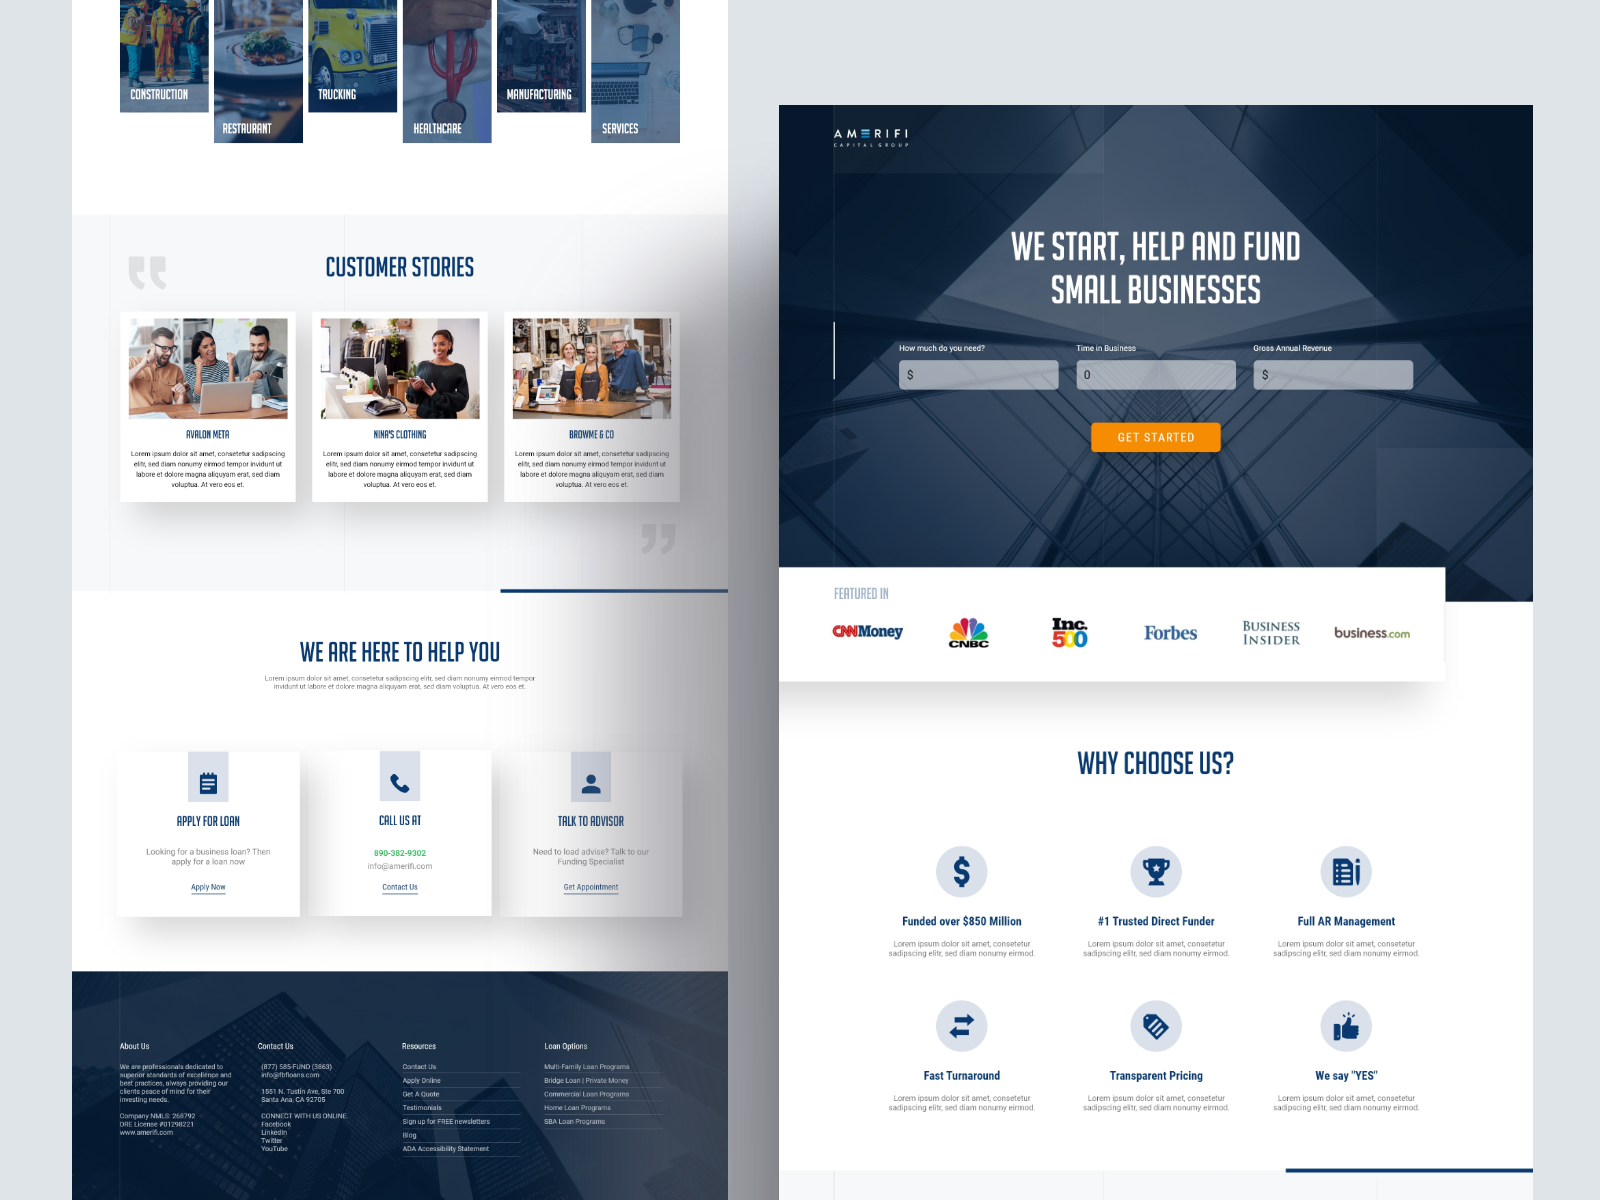 CONSTRUCTION
RESTAURANT
TRUCKING
HEALTHCARE
MANUFACTURING
SERVICES
CUSTOMER STORIES
AVALON META
Lorem ipsum dolor sit amet, consetetur sadipscing
elitr, sed diam nonumy eirmod tempor invidunt ut
labore et dolore magna aliquyam erat, sed diam
voluptua. At vero eos et.
NINA'S CLOTHING
Lorem ipsum dolor sit amet, consetetur sadipscing
elitr, sed diam nonumy eirmod tempor invidunt ut
labore et dolore magna aliquyam erat, sed diam
voluptua. At vero eos et.
BROWME & CO
Lorem ipsum dolor sit amet, consetetur sadipscing
elitr, sed diam nonumy eirmod tempor invidunt ut
labore et dolore magna aliquyam erat, sed diam
voluptua. At vero eos et.
WE ARE HERE TO HELP YOU
Lorem ipsum dolor sit amet, consetetur sadipscing elitr, sed diam nonumy eirmod tempor
invidunt ut labore et dolore magna aliquyam erat, sed diam voluptua. At vero eos et.
APPLY FOR LOAN
Looking for a business loan? Then
apply for a loan now
Apply Now
CALL US AT
890-382-9302
info@amerifi.com
Contact Us
TALK TO ADVISOR
Need to load advise? Talk to our
Funding Specialist
Get Appointment
About Us
We are professionals dedicated to
superior standards of excellence and
best practices, always providing our
clients peace of mind for their
investing needs.
Company NMLS: 268792
DRE License #01298221
www.amerifi.com
Contact Us
(877) 585-FUND (3863)
info@fbfloans.com
1551 N. Tustin Ave, Ste 700
Santa Ana, CA 92705
CONNECT WITH US ONLINE.
Facebook
LinkedIn
Twitter
YouTube
Resources
Contact Us
Apply Online
Get A Quote
Testimonials
Sign up for FREE newsletters
Blog
ADA Accessibility Statement
Loan Options
Multi-Family Loan Programs
Bridge Loan | Private Money
Commercial Loan Programs
Home Loan Programs
SBA Loan Programs
AMERIFI
CAPITAL GROUP
WE START, HELP AND FUND
SMALL BUSINESSES
How much do you need?
$
Time in Business
0
Gross Annual Revenue
$
GET STARTED
FEATURED IN
CNNMoney
CNBC
Inc.
500
Forbes
BUSINESS
INSIDER
business.com
WHY CHOOSE US?
Funded over $850 Million
Lorem ipsum dolor sit amet, consetetur
sadipscing elitr, sed diam nonumy eirmod.
#1 Trusted Direct Funder
Lorem ipsum dolor sit amet, consetetur
sadipscing elitr, sed diam nonumy eirmod.
Full AR Management
Lorem ipsum dolor sit amet, consetetur
sadipscing elitr, sed diam nonumy eirmod.
Fast Turnaround
Lorem ipsum dolor sit amet, consetetur
sadipscing elitr, sed diam nonumy eirmod.
Transparent Pricing
Lorem ipsum dolor sit amet, consetetur
sadipscing elitr, sed diam nonumy eirmod.
We say "YES"
Lorem ipsum dolor sit amet, consetetur
sadipscing elitr, sed diam nonumy eirmod.